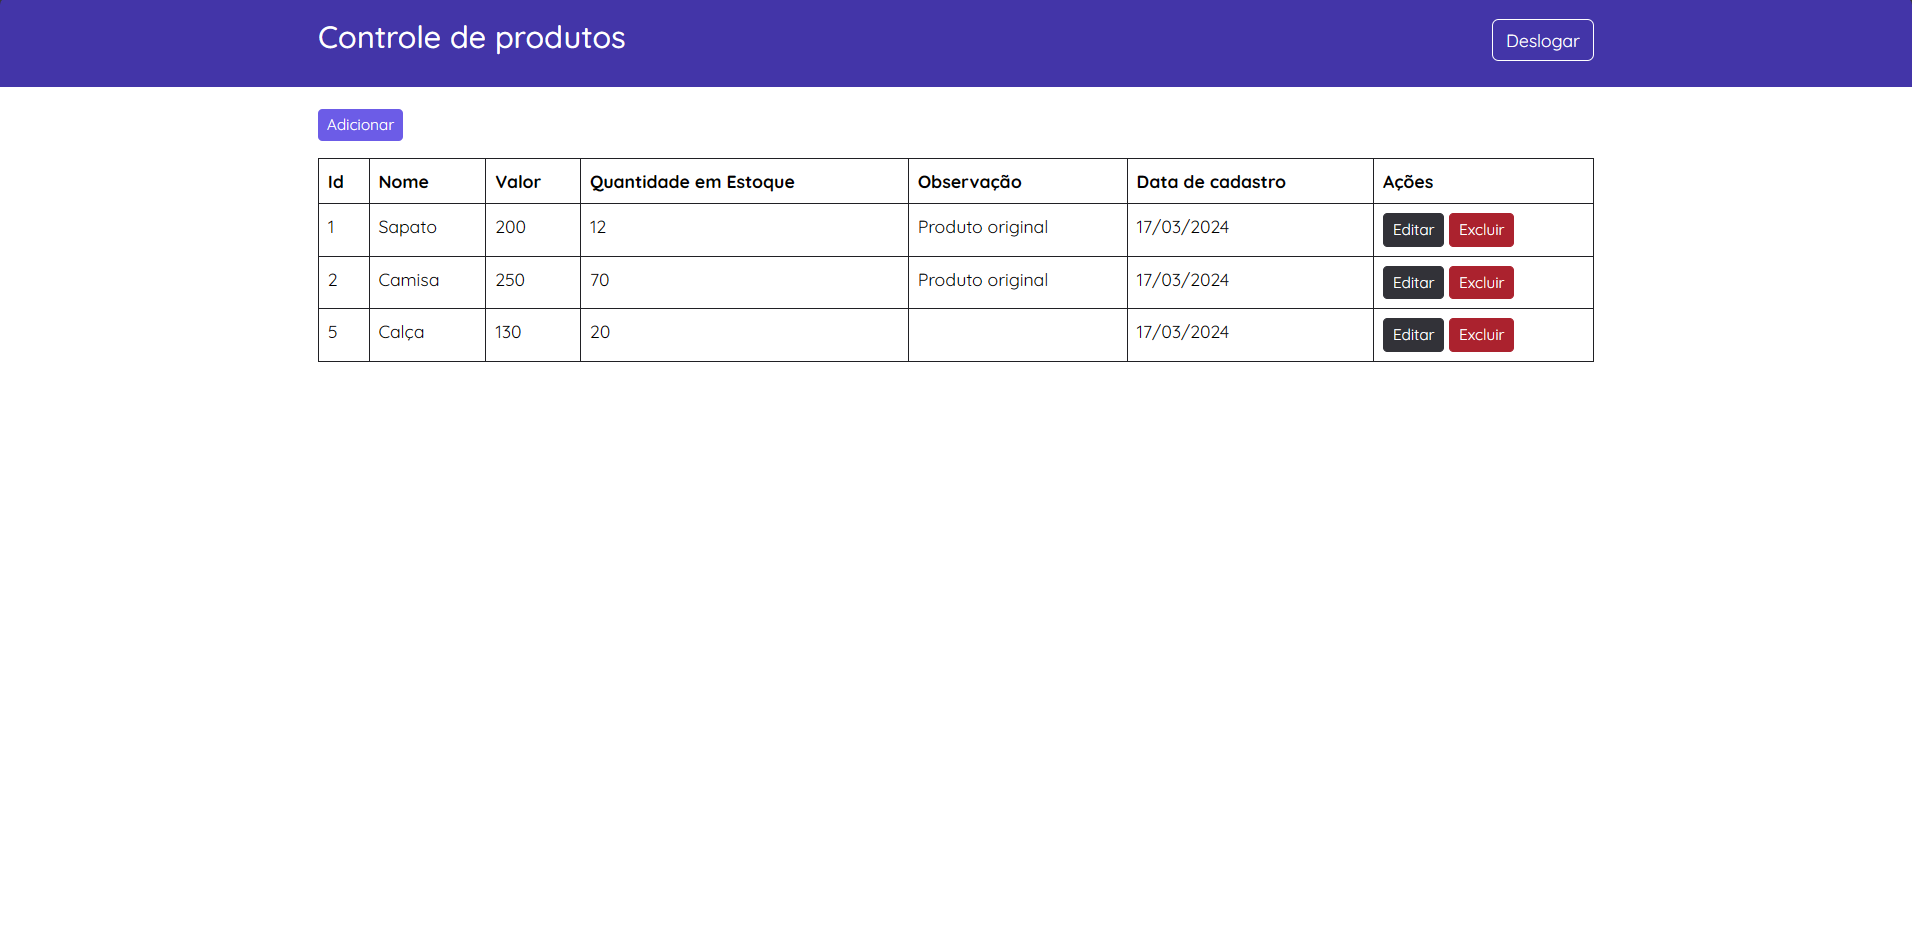 Controle de produtos Deslogar
Adicionar
Id Nome Valor Quantidade em Estoque Observação Data de cadastro Ações
1 Sapato 200 12 Produto original 17/03/2024 Editar Excluir
2 Camisa 250 70 Produto original 17/03/2024 Editar Excluir
5 Calça 130 20 17/03/2024 Editar Excluir